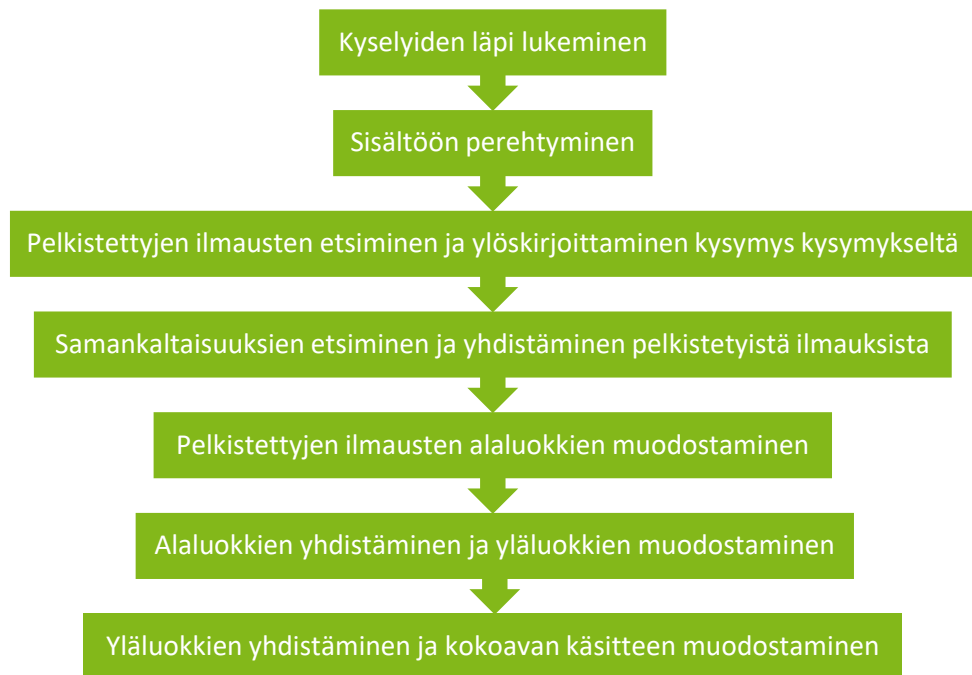 Kyselyiden läpi lukeminen
Sisältöön perehtyminen
Pelkistettyjen ilmausten etsiminen ja ylöskirjoittaminen kysymys kysymykseltä
Samankaltaisuuksien etsiminen ja yhdistäminen pelkistetyistä ilmauksista
Pelkistettyjen ilmausten alaluokkien muodostaminen
Alaluokkien yhdistäminen ja yläluokkien muodostaminen
Yläluokkien yhdistäminen ja kokoavan käsitteen muodostaminen